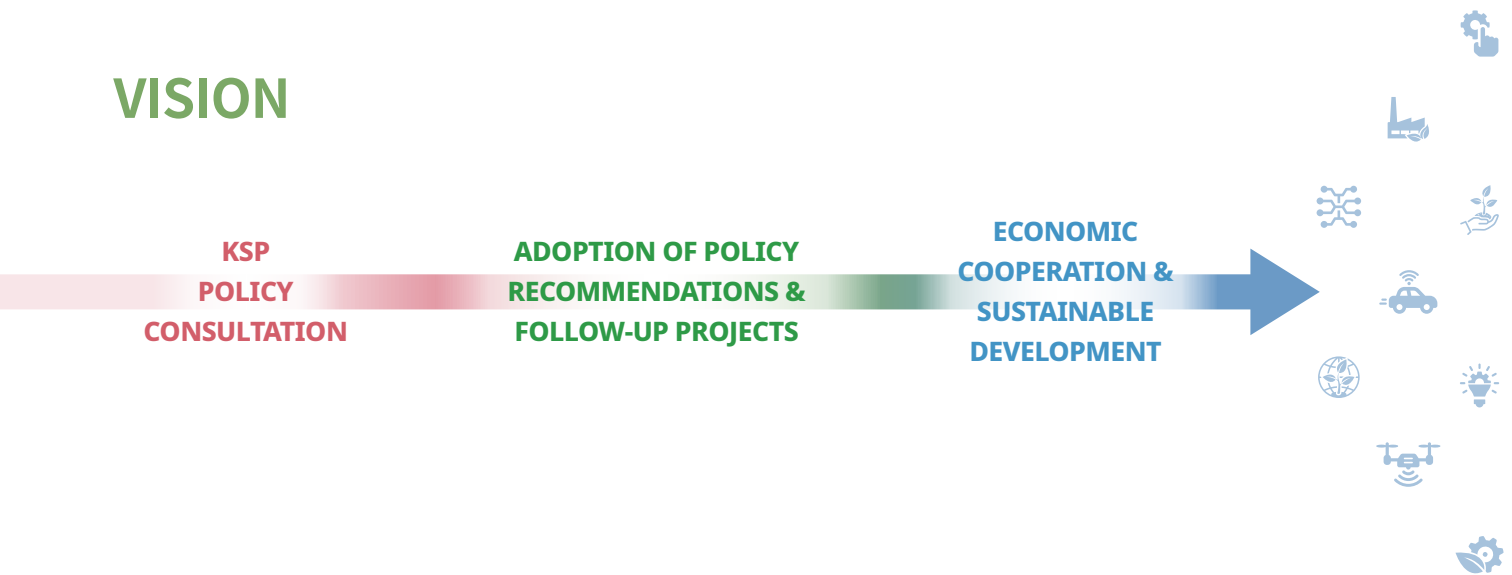 VISION
KSP
POLICY
CONSULTATION
ADOPTION OF POLICY
RECOMMENDATIONS &
FOLLOW-UP PROJECTS
ECONOMIC
COOPERATION &
SUSTAINABLE
DEVELOPMENT